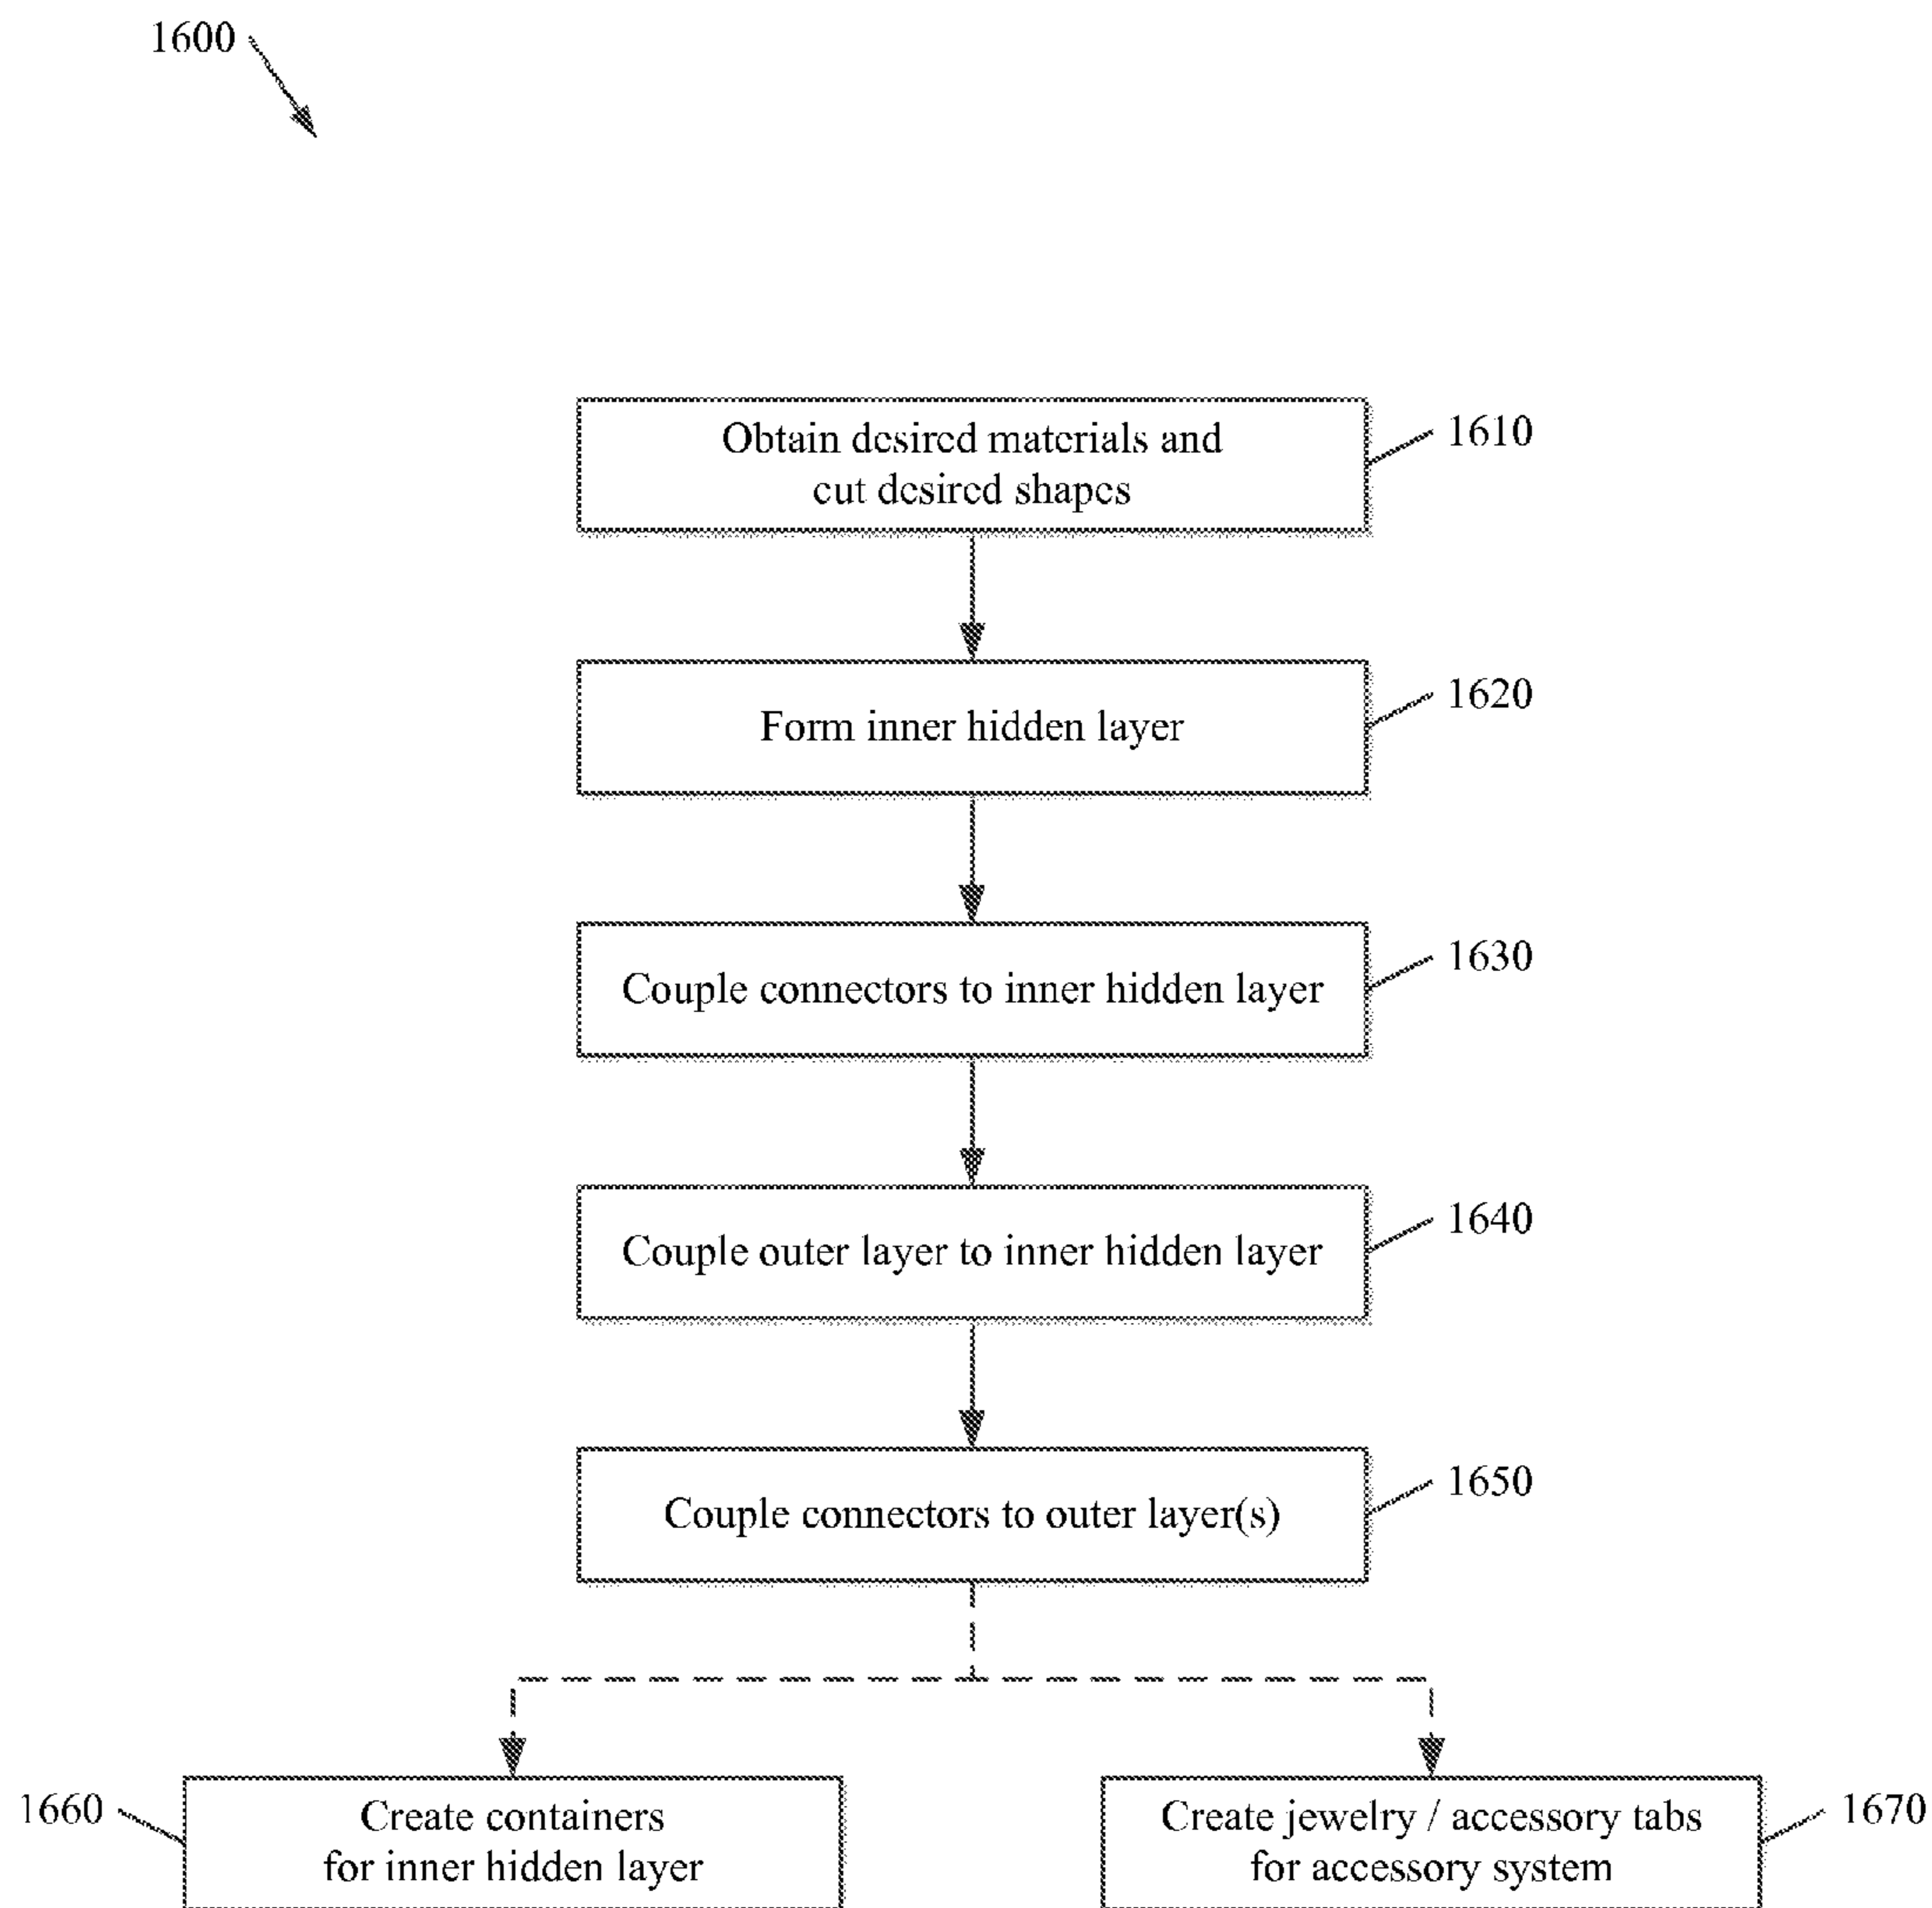 1600
Obtain desired materials and
cut desired shapes
1610
Form inner hidden layer
1620
Couple connectors to inner hidden layer
1630
Couple outer layer to inner hidden layer
1640
Couple connectors to outer layer(s)
1650
1660
Create containers
for inner hidden layer
Create jewelry / accessory tabs
for accessory system
1670